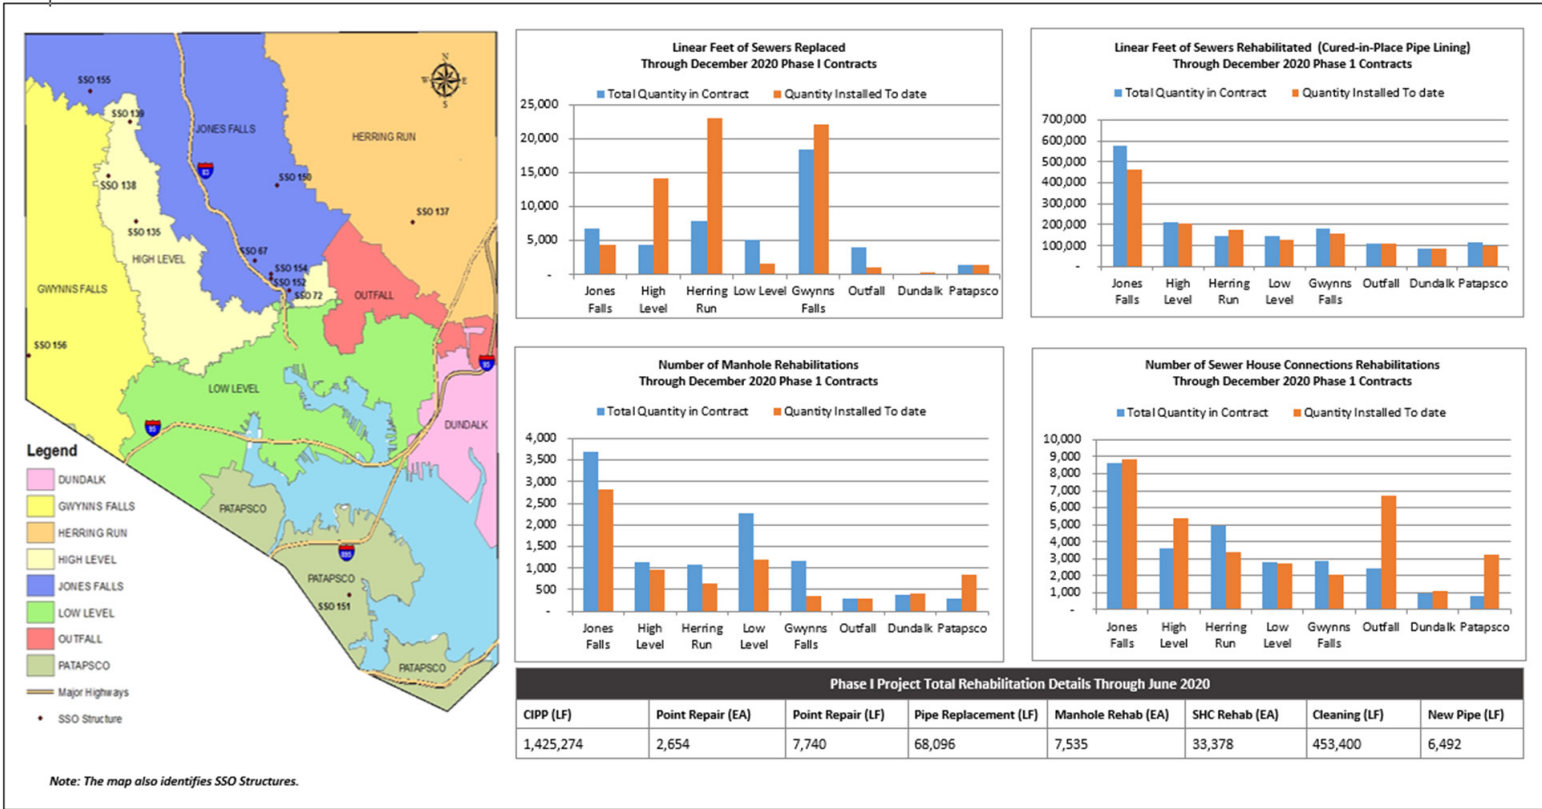 SSO 155
SSO 139
JONES FALLS
HERRING RUN
N
W
E
S
83
SSO 138
SSO 150
SSO 137
SSO 135
HIGH LEVEL
SSO 67
SSO 154
SSO 152
SSO 72
GWYNNS FALLS
OUTFALL
SSO 156
95
LOW LEVEL
DUNDALK
95
PATAPSCO
895
PATAPSCO
SSO 151
PATAPSCO
Legend
DUNDALK
GWYNNS FALLS
HERRING RUN
HIGH LEVEL
JONES FALLS
LOW LEVEL
OUTFALL
PATAPSCO
Major Highways
SSO Structure
Note: The map also identifies SSO Structures.
Linear Feet of Sewers Replaced
Through December 2020 Phase I Contracts
Total Quantity in Contract Quantity Installed To date
25,000
20,000
15,000
10,000
5,000
-
Jones High Herring Low Level Gwynns Outfall Dundalk Patapsco
Falls Level Run Falls
Linear Feet of Sewers Rehabilitated (Cured-in-Place Pipe Lining)
Through December 2020 Phase 1 Contracts
Total Quantity in Contract Quantity Installed To date
700,000
600,000
500,000
400,000
300,000
200,000
100,000
-
Jones High Herring Low Gwynns Outfall Dundalk Patapsco
Falls Level Run Level Falls
Number of Manhole Rehabilitations
Through December 2020 Phase 1 Contracts
Total Quantity in Contract Quantity Installed To date
4,000
3,500
3,000
2,500
2,000
1,500
1,000
500
-
Jones High Herring Low Gwynns Outfall Dundalk Patapsco
Falls Level Run Level Falls
Number of Sewer House Connections Rehabilitations
Through December 2020 Phase 1 Contracts
Total Quantity in Contract Quantity Installed To date
10,000
9,000
8,000
7,000
6,000
5,000
4,000
3,000
2,000
1,000
-
Jones High Herring Low Gwynns Outfall Dundalk Patapsco
Falls Level Run Level Falls
Phase I Project Total Rehabilitation Details Through June 2020
CIPP (LF) Point Repair (EA) Point Repair (LF) Pipe Replacement (LF) Manhole Rehab (EA) SHC Rehab (EA) Cleaning (LF) New Pipe (LF)
1,425,274 2,654 7,740 68,096 7,535 33,378 453,400 6,492